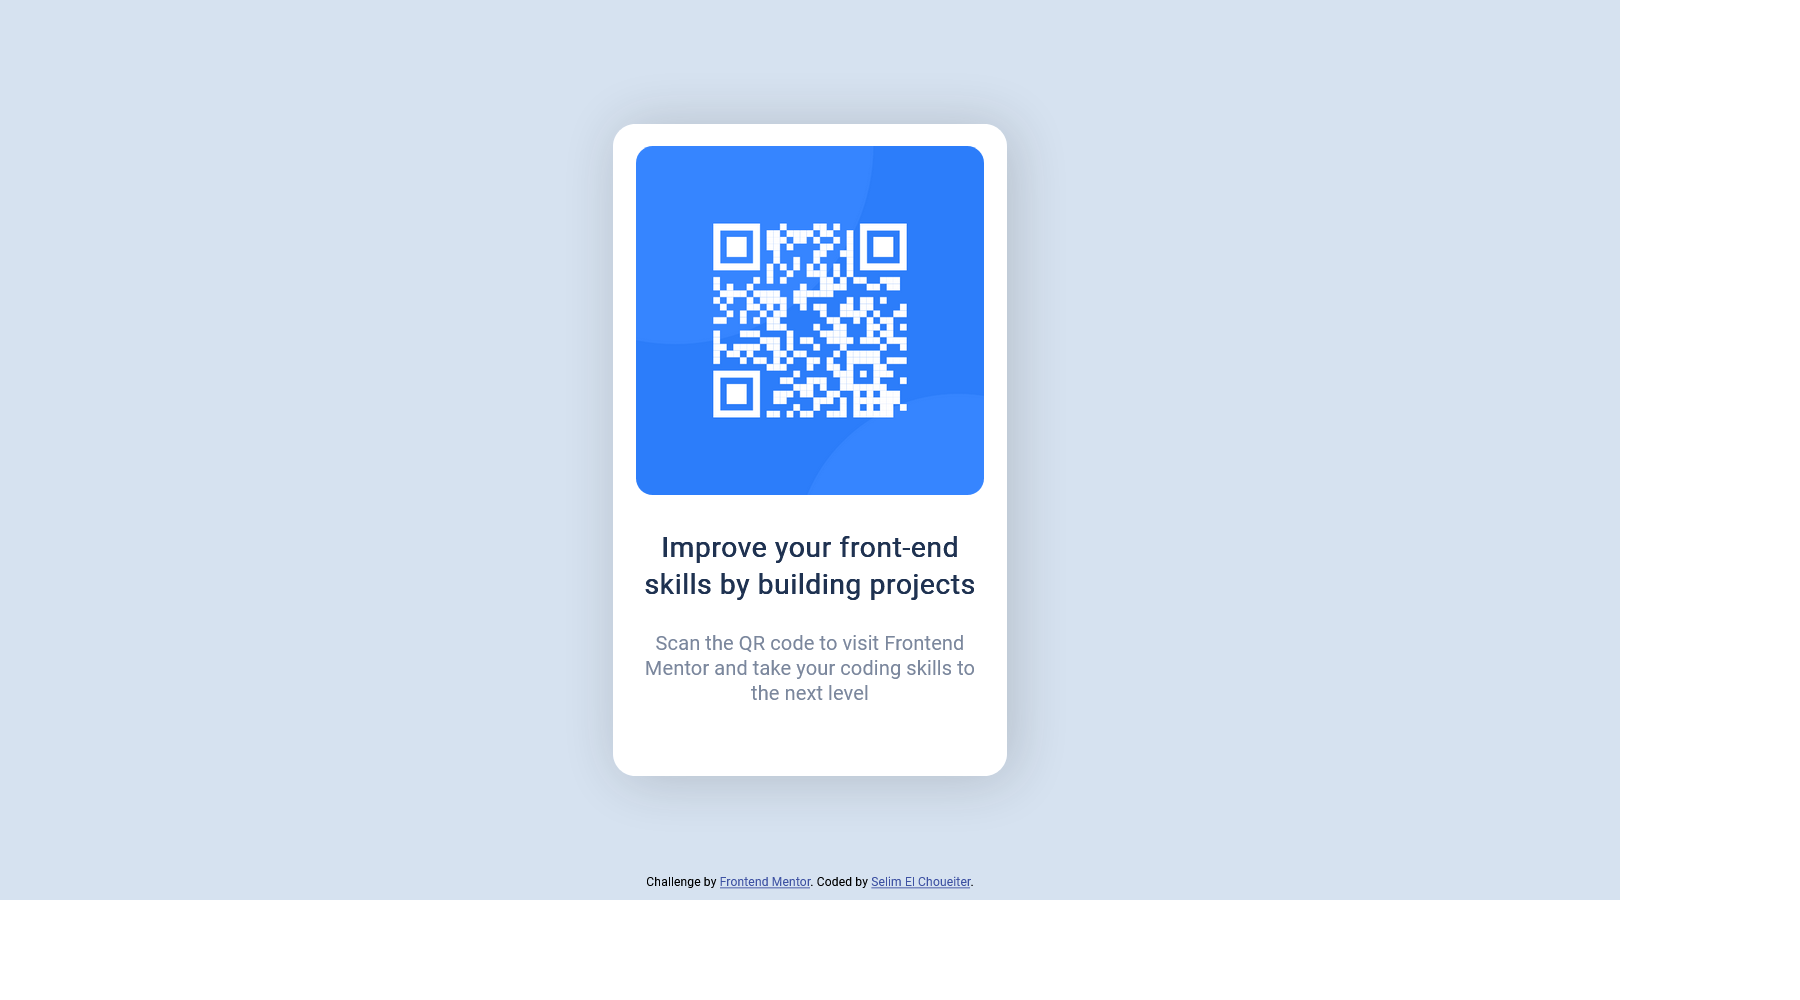 Improve your front-end
skills by building projects
Scan the QR code to visit Frontend
Mentor and take your coding skills to
the next level
Challenge by Frontend Mentor. Coded by Selim El Choueiter.